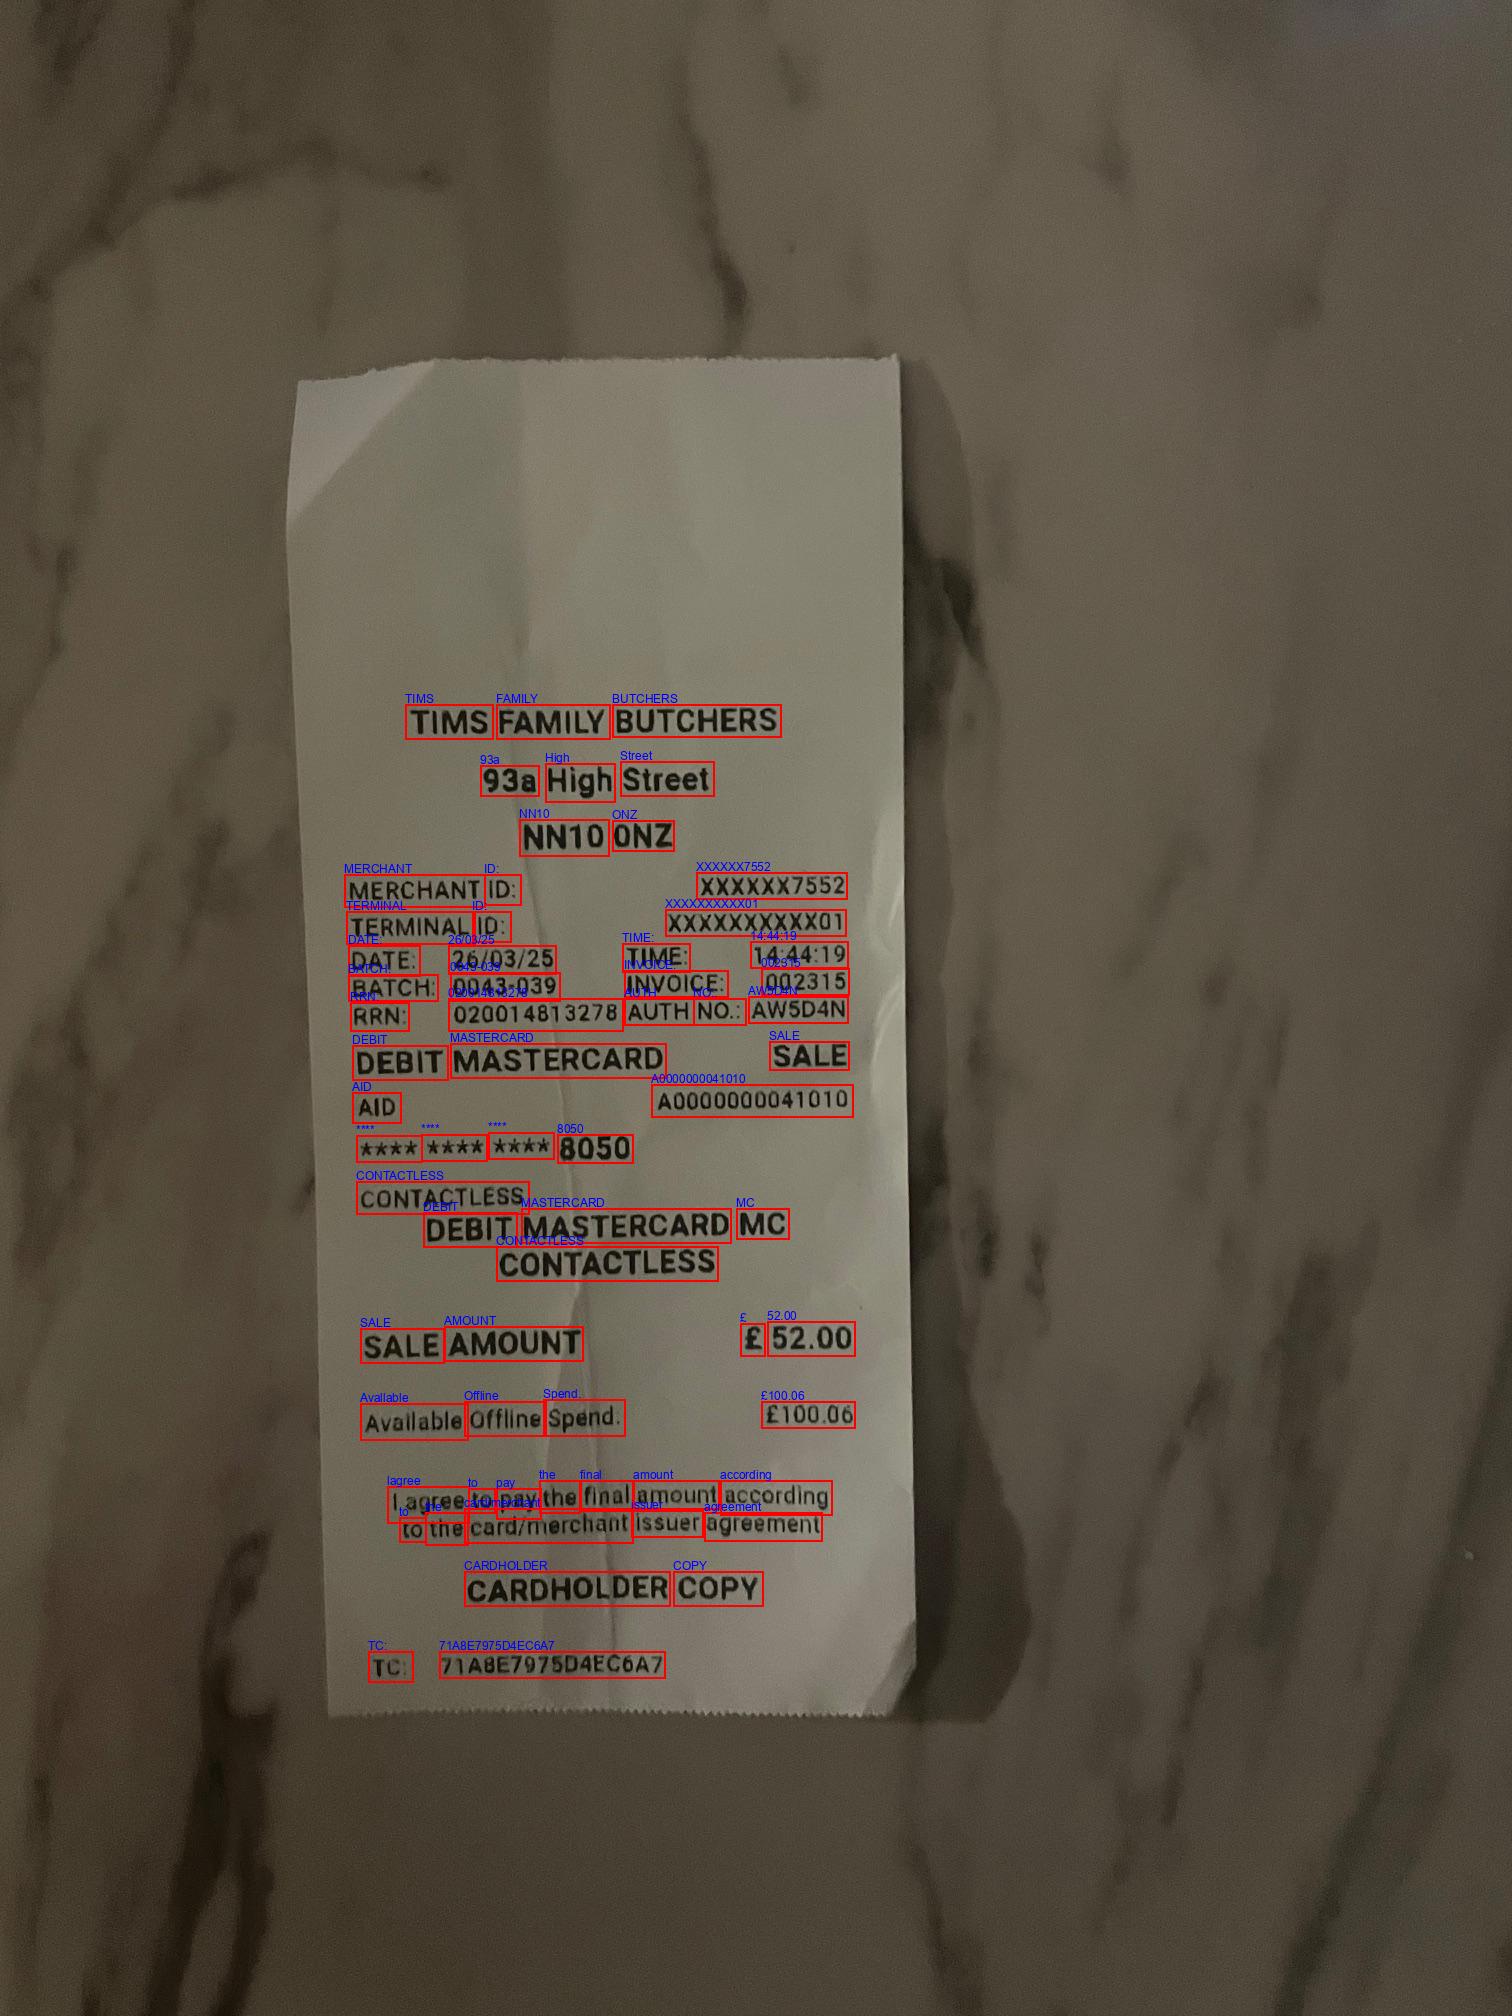 TIMS FAMILY BUTCHERS
93a High Street
NN10 0NZ
MERCHANT ID: XXXXXX7552
TERMINAL ID: XXXXXXXXXX01
DATE: 26/03/25 TIME: 14:44:19
BATCH: 0043-039 INVOICE: 002315
RRN: 020014813278 AUTH NO.: AW5D4N
DEBIT MASTERCARD SALE
AID A0000000041010
**** **** **** 8050
CONTACTLESS
DEBIT MASTERCARD MC
CONTACTLESS
SALE AMOUNT £ 52.00
Available Offline Spend. £100.06
I agree to pay the final amount according
to the card/merchant issuer agreement
CARDHOLDER COPY
TC: 71A8E7975D4EC6A7